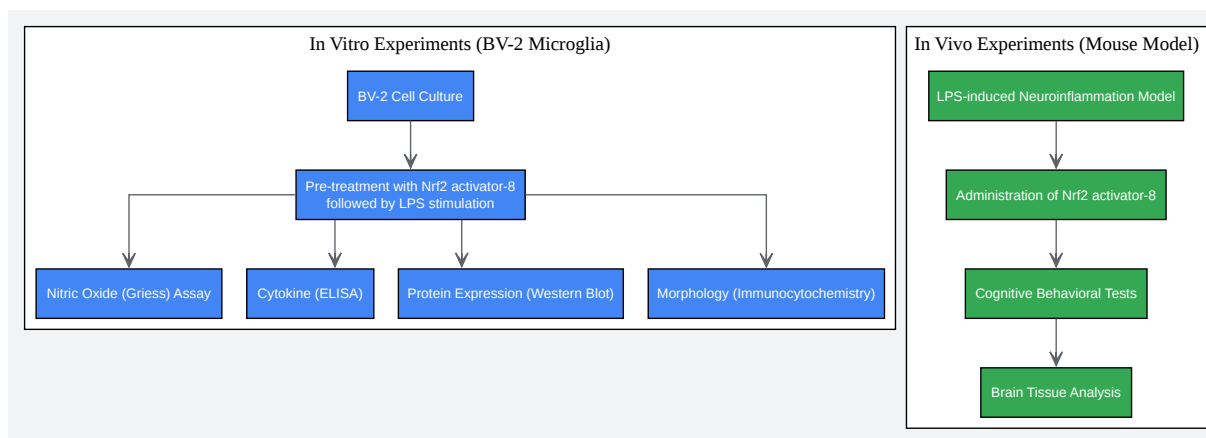 In Vitro Experiments (BV-2 Microglia)
BV-2 Cell Culture
Pre-treatment with Nrf2 activator-8
followed by LPS stimulation
Nitric Oxide (Griess) Assay
Cytokine (ELISA)
Protein Expression (Western Blot)
Morphology (Immunocytochemistry)
In Vivo Experiments (Mouse Model)
LPS-induced Neuroinflammation Model
Administration of Nrf2 activator-8
Cognitive Behavioral Tests
Brain Tissue Analysis